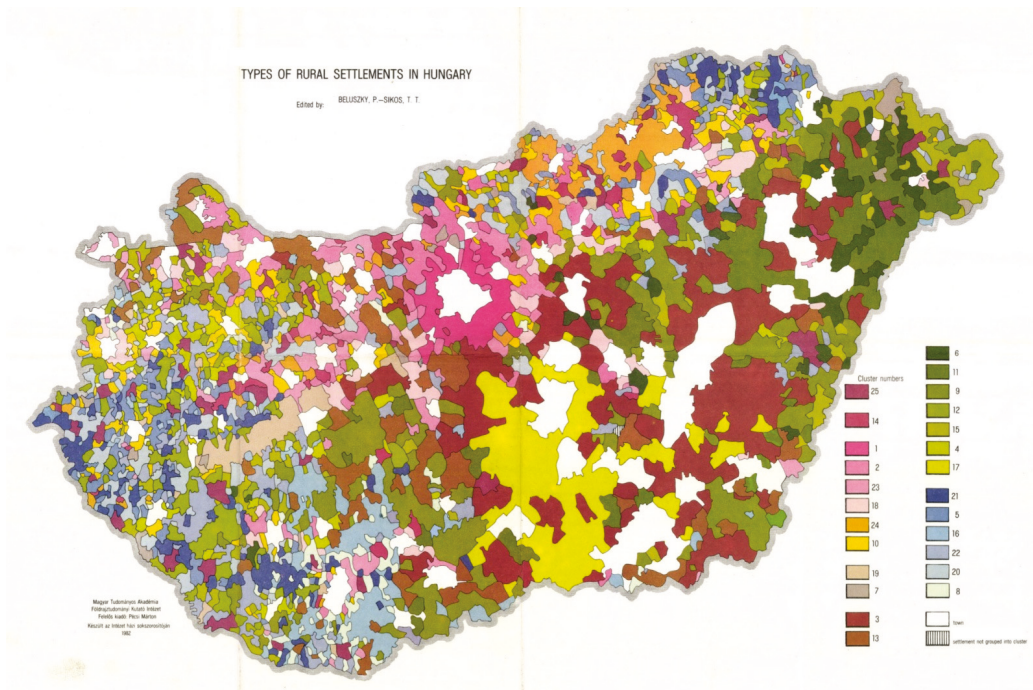 TYPES OF RURAL SETTLEMENTS IN HUNGARY
Edited by: BELUSZKY, P.—SIKOS, T. T.
Cluster numbers
25
14
1
2
23
18
24
10
19
7
3
13
6
11
9
12
15
4
17
21
5
16
22
20
8
town
settlement not grouped into cluster
Magyar Tudományos Akadémia
Földrajztudományi Kutató Intézet
Felelős kiadó: Pécsi Márton
Készült az Intézet házi sokszorosítóján
1982